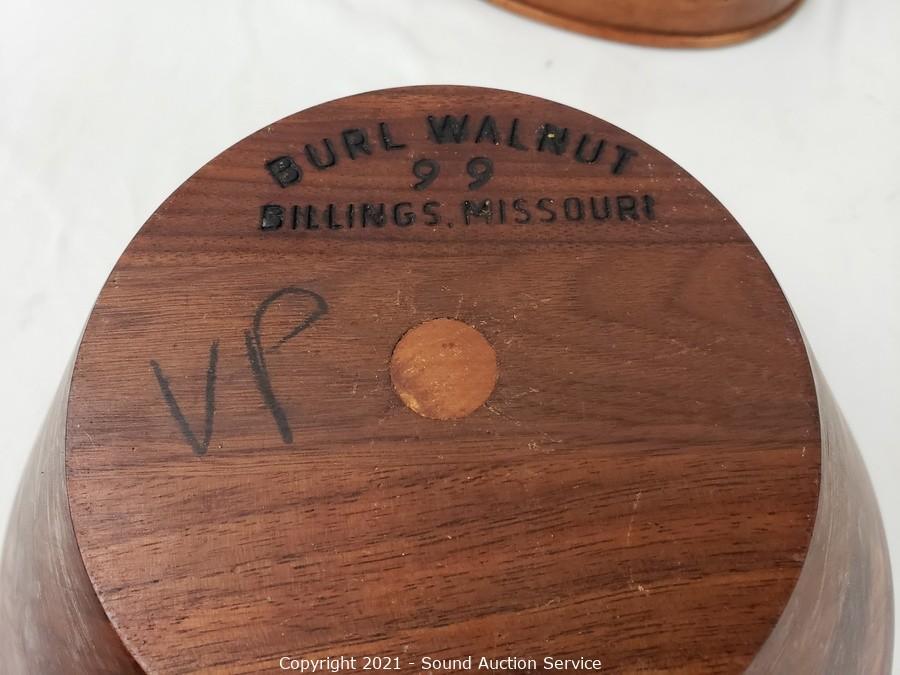 BURL WALNUT
99
BILLINGS, MISSOURI
VP
Copyright 2021 - Sound Auction Service